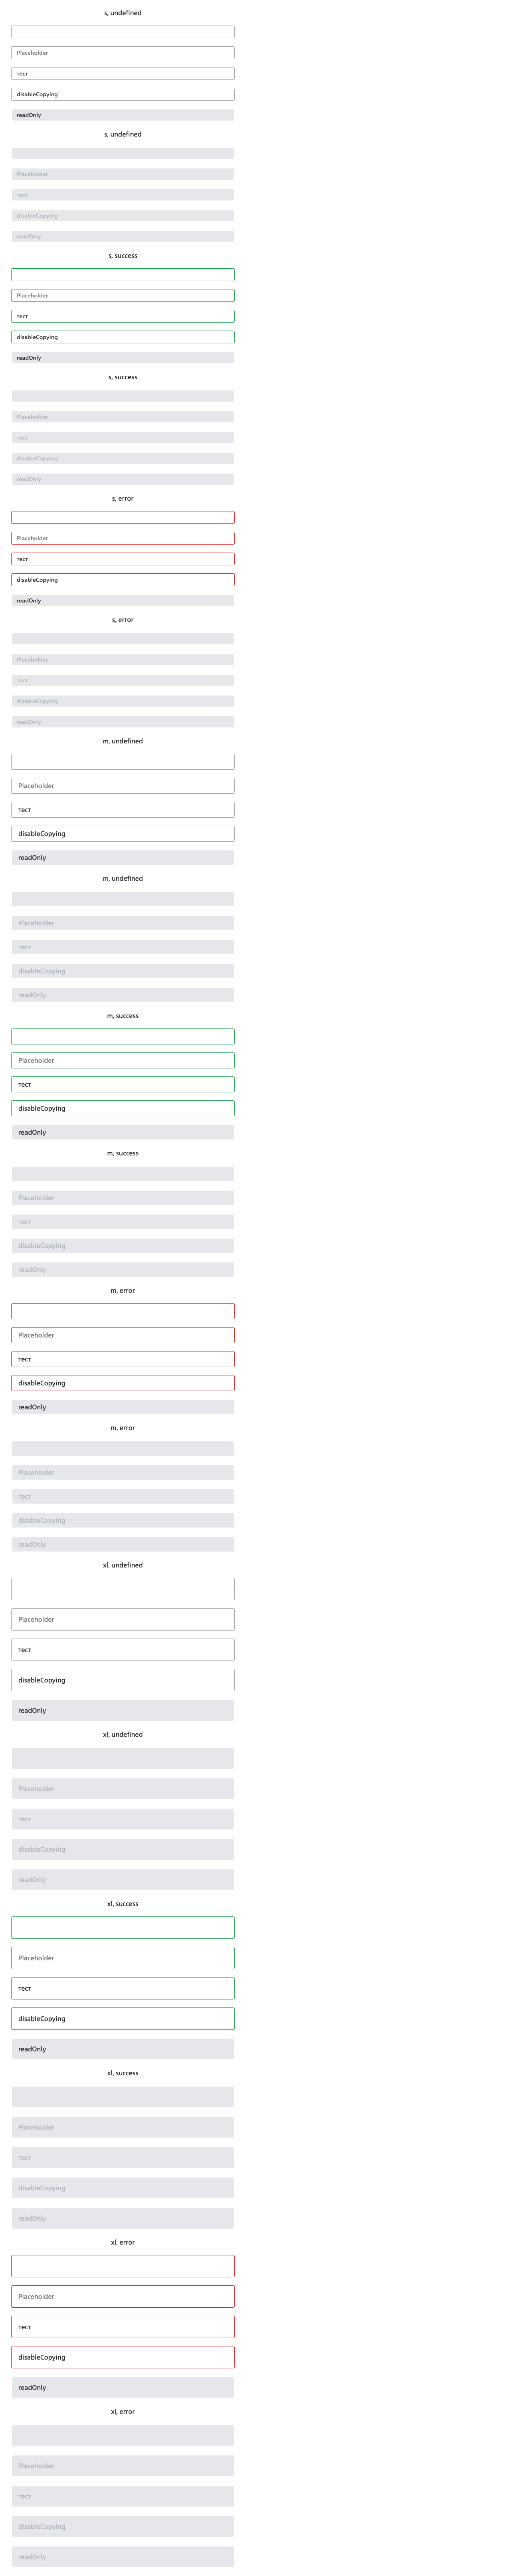 s, undefined
Placeholder
тест
disableCopying
readOnly
s, undefined
Placeholder
тест
disableCopying
readOnly
s, success
Placeholder
тест
disableCopying
readOnly
s, success
Placeholder
тест
disableCopying
readOnly
s, error
Placeholder
тест
disableCopying
readOnly
s, error
Placeholder
тест
disableCopying
readOnly
m, undefined
Placeholder
тест
disableCopying
readOnly
m, undefined
Placeholder
тест
disableCopying
readOnly
m, success
Placeholder
тест
disableCopying
readOnly
m, success
Placeholder
тест
disableCopying
readOnly
m, error
Placeholder
тест
disableCopying
readOnly
m, error
Placeholder
тест
disableCopying
readOnly
xl, undefined
Placeholder
тест
disableCopying
readOnly
xl, undefined
Placeholder
тест
disableCopying
readOnly
xl, success
Placeholder
тест
disableCopying
readOnly
xl, success
Placeholder
тест
disableCopying
readOnly
xl, error
Placeholder
тест
disableCopying
readOnly
xl, error
Placeholder
тест
disableCopying
readOnly